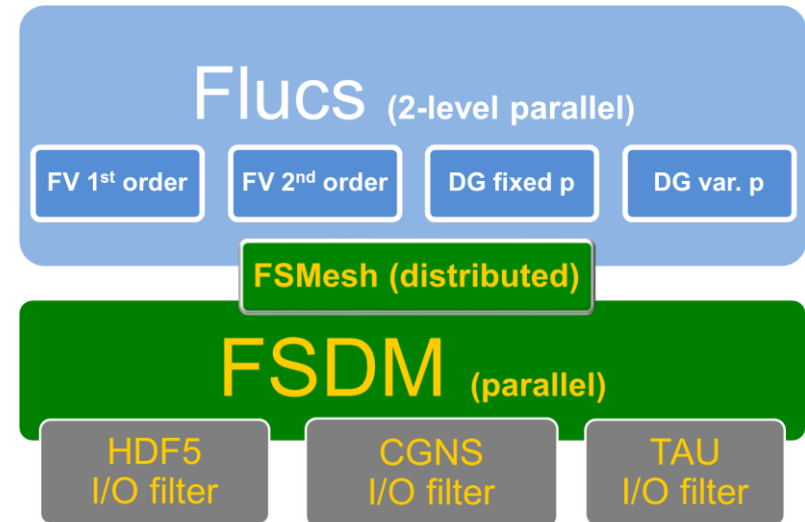 Flucs (2-level parallel)
FV 1st order
FV 2nd order
DG fixed p
DG var. p
FSMesh (distributed)
FSDM (parallel)
HDF5
I/O filter
CGNS
I/O filter
TAU
I/O filter